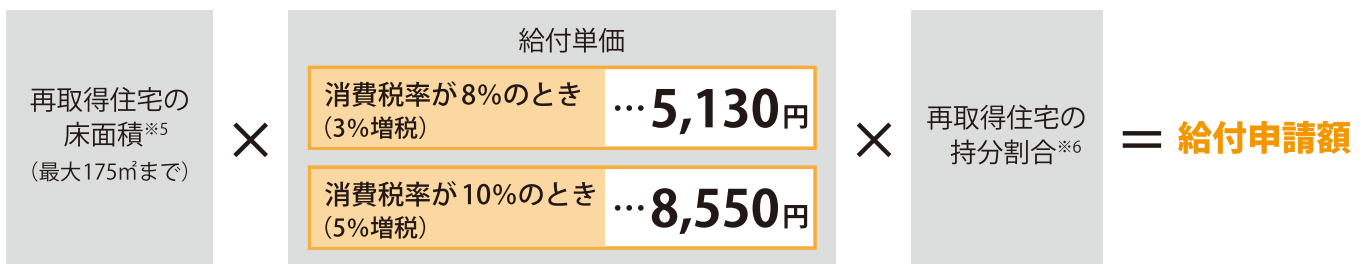 再取得住宅の
床面積※5
（最大175㎡まで）
×
給付単価
消費税率が8%のとき
（3%増税）
…5,130円
消費税率が10%のとき
（5%増税）
…8,550円
×
再取得住宅の
持分割合※6
＝
給付申請額